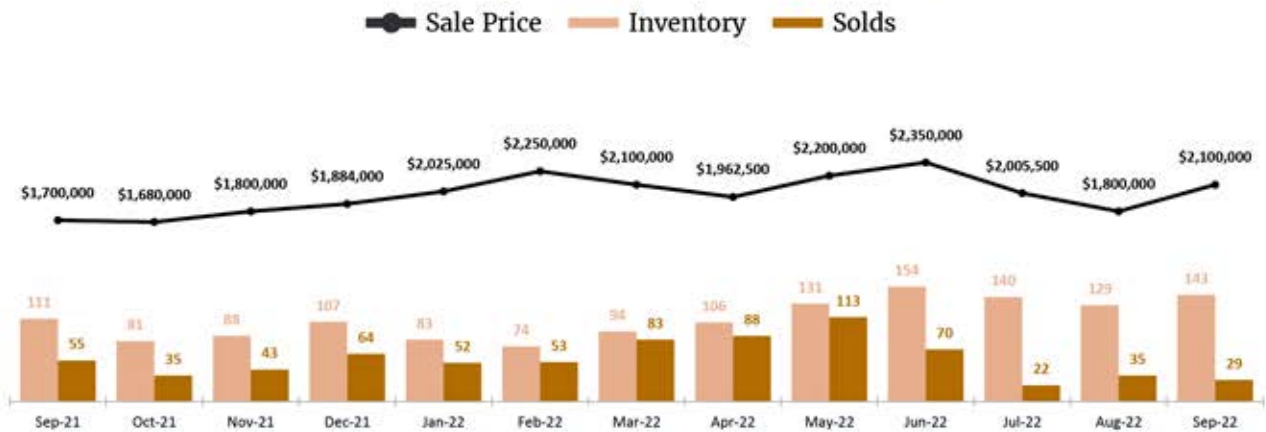 Sale Price Inventory Solds
$1,700,000 $1,680,000 $1,800,000 $1,884,000 $2,025,000 $2,250,000 $2,100,000 $1,962,500 $2,200,000 $2,350,000 $2,005,500 $1,800,000 $2,100,000
111 55 81 35 88 43 107 64 83 52 74 53 94 83 106 88 131 113 154 70 140 22 129 35 143 29
Sep-21 Oct-21 Nov-21 Dec-21 Jan-22 Feb-22 Mar-22 Apr-22 May-22 Jun-22 Jul-22 Aug-22 Sep-22